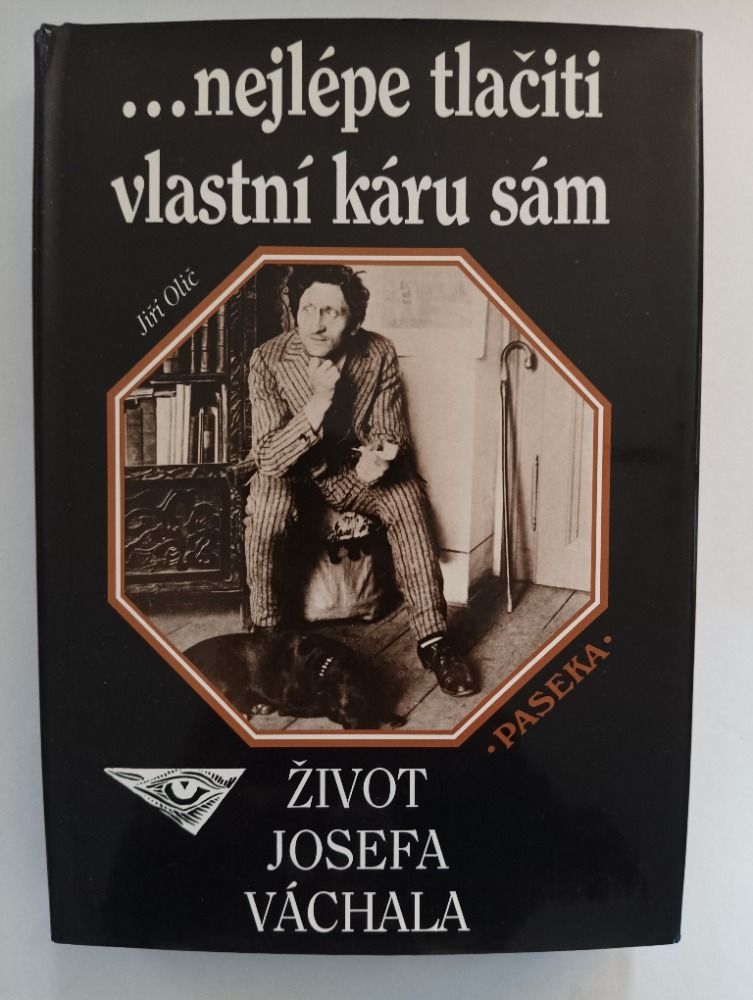 ...nejlépe tlačiti
vlastní káru sám
Jiří Olič
·PASEKA·
ŽIVOT
JOSEFA
VÁCHALA